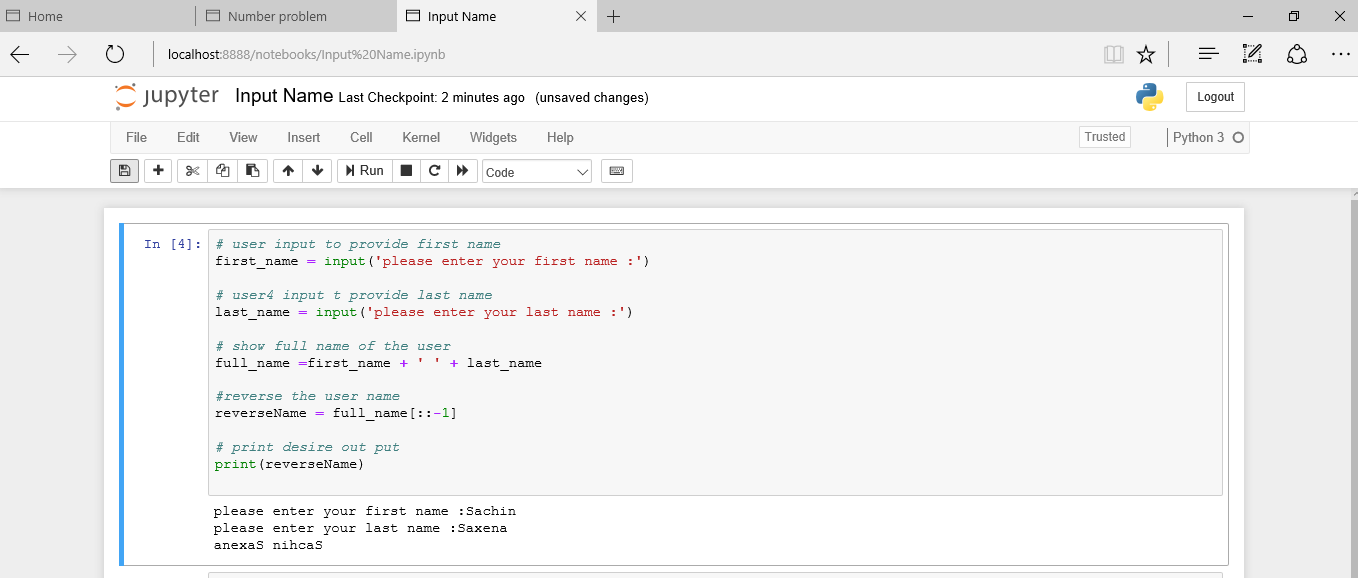 Home
Number problem
Input Name
localhost:8888/notebooks/Input%20Name.ipynb
jupyter Input Name Last Checkpoint: 2 minutes ago (unsaved changes)
Logout
File Edit View Insert Cell Kernel Widgets Help
Trusted
Python 3
Run
Code
In [4]:
# user input to provide first name
first_name = input('please enter your first name :')
# user4 input t provide last name
last_name = input('please enter your last name :')
# show full name of the user
full_name =first_name + ' ' + last_name
#reverse the user name
reverseName = full_name[::-1]
# print desire out put
print(reverseName)
please enter your first name :Sachin
please enter your last name :Saxena
anexaS nihcaS